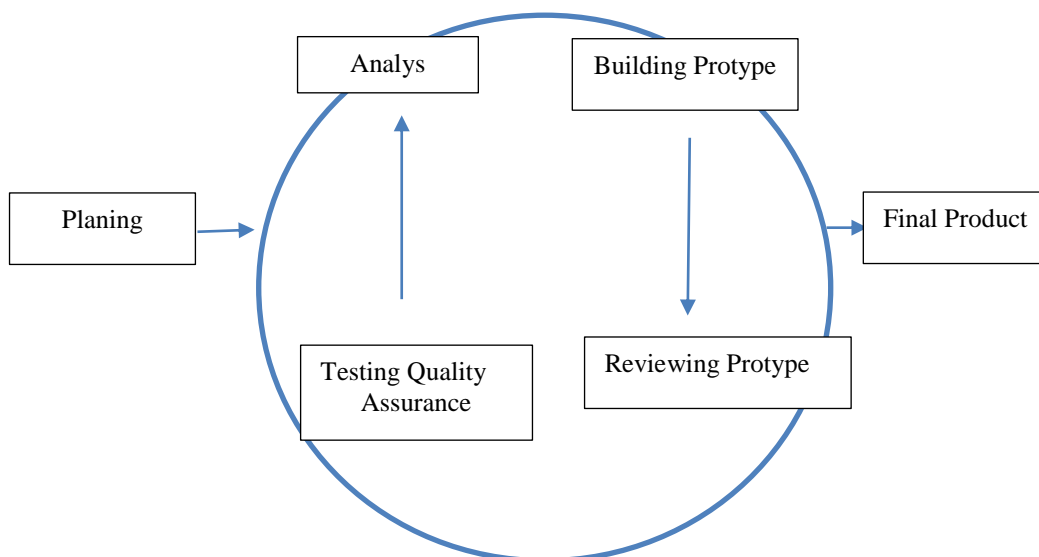 Analys
Building Protype
Planing
Final Product
Testing Quality
Assurance
Reviewing Protype